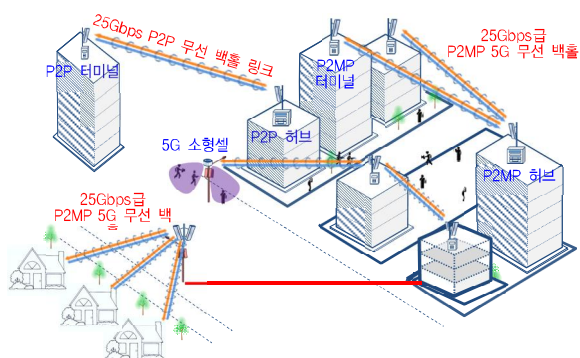 25Gbps P2P 무선 백홀 링크
25Gbps급
P2MP 5G 무선 백홀
P2P 터미널
P2MP
터미널
P2P 허브
5G 소형셀
P2MP 허브
25Gbps급
P2MP 5G 무선 백